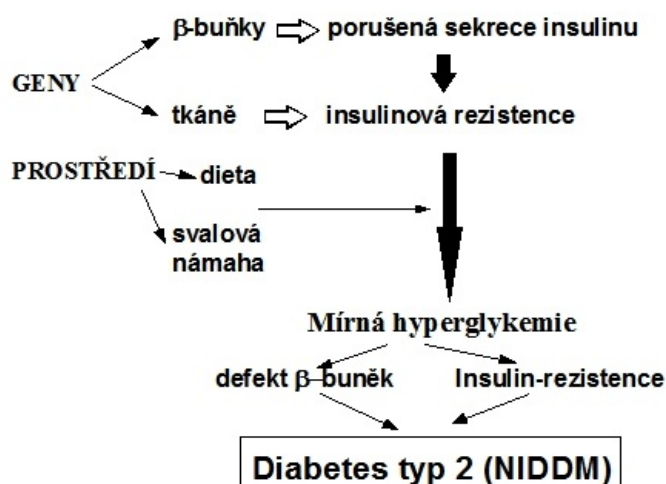 β-buňky porušená sekrece insulinu
GENY
tkáně insulinová rezistence
PROSTŘEDÍ dieta
svalová
námaha
Mírná hyperglykemie
defekt β–buněk Insulin-rezistence
Diabetes typ 2 (NIDDM)